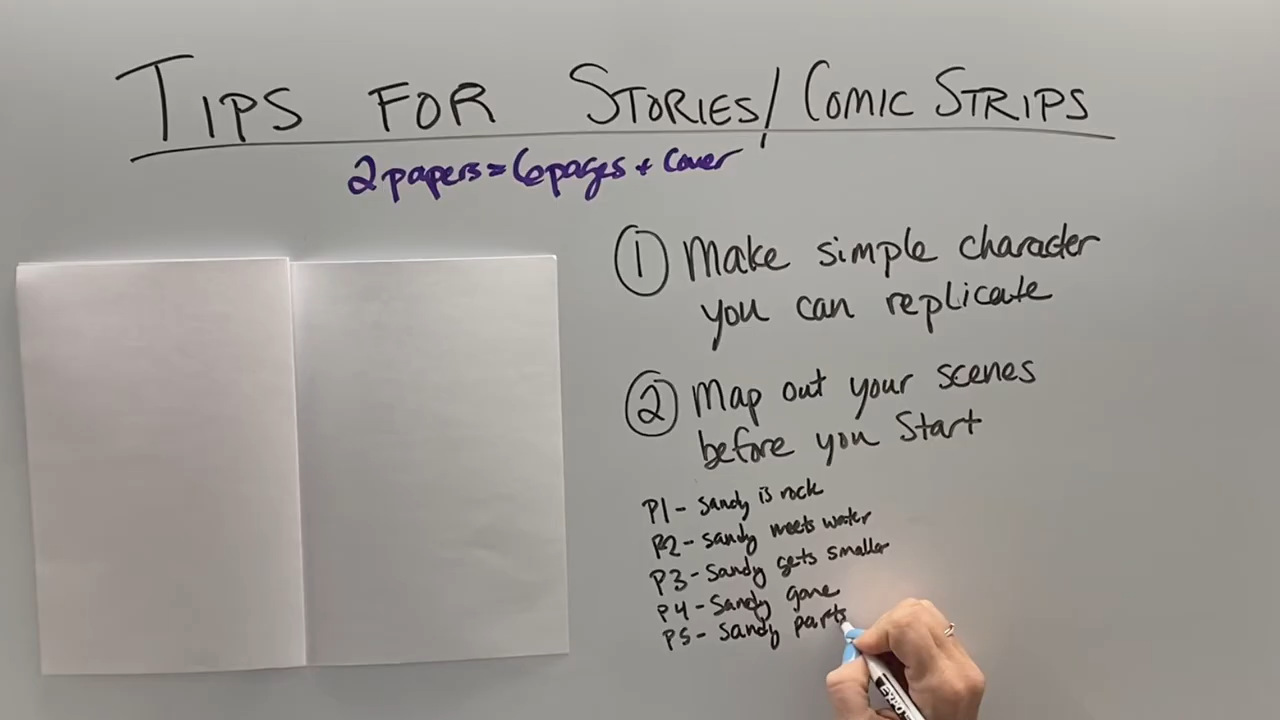 TIPS FOR STORIES/COMIC STRIPS
2 papers = 6 pages + cover
① Make simple character
you can replicate
② Map out your scenes
before you start
P1 - Sandy is rock
P2 - Sandy meets water
P3 - Sandy gets smaller
P4 - Sandy gone
P5 - Sandy parts
EXPO